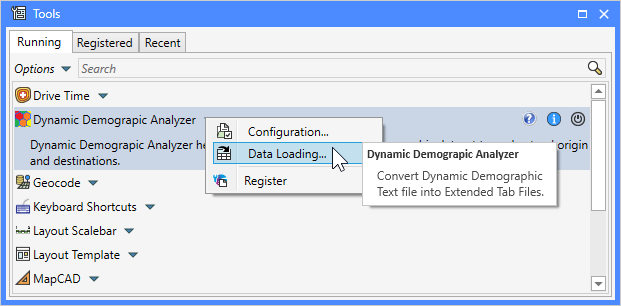 Tools
Running Registered Recent
Options Search
Drive Time
Dynamic Demograpic Analyzer
Dynamic Demograpic Analyzer he origin
and destinations.
Configuration...
Data Loading...
Register
Dynamic Demograpic Analyzer
Convert Dynamic Demographic
Text file into Extended Tab Files.
Geocode
Keyboard Shortcuts
Layout Scalebar
Layout Template
MapCAD